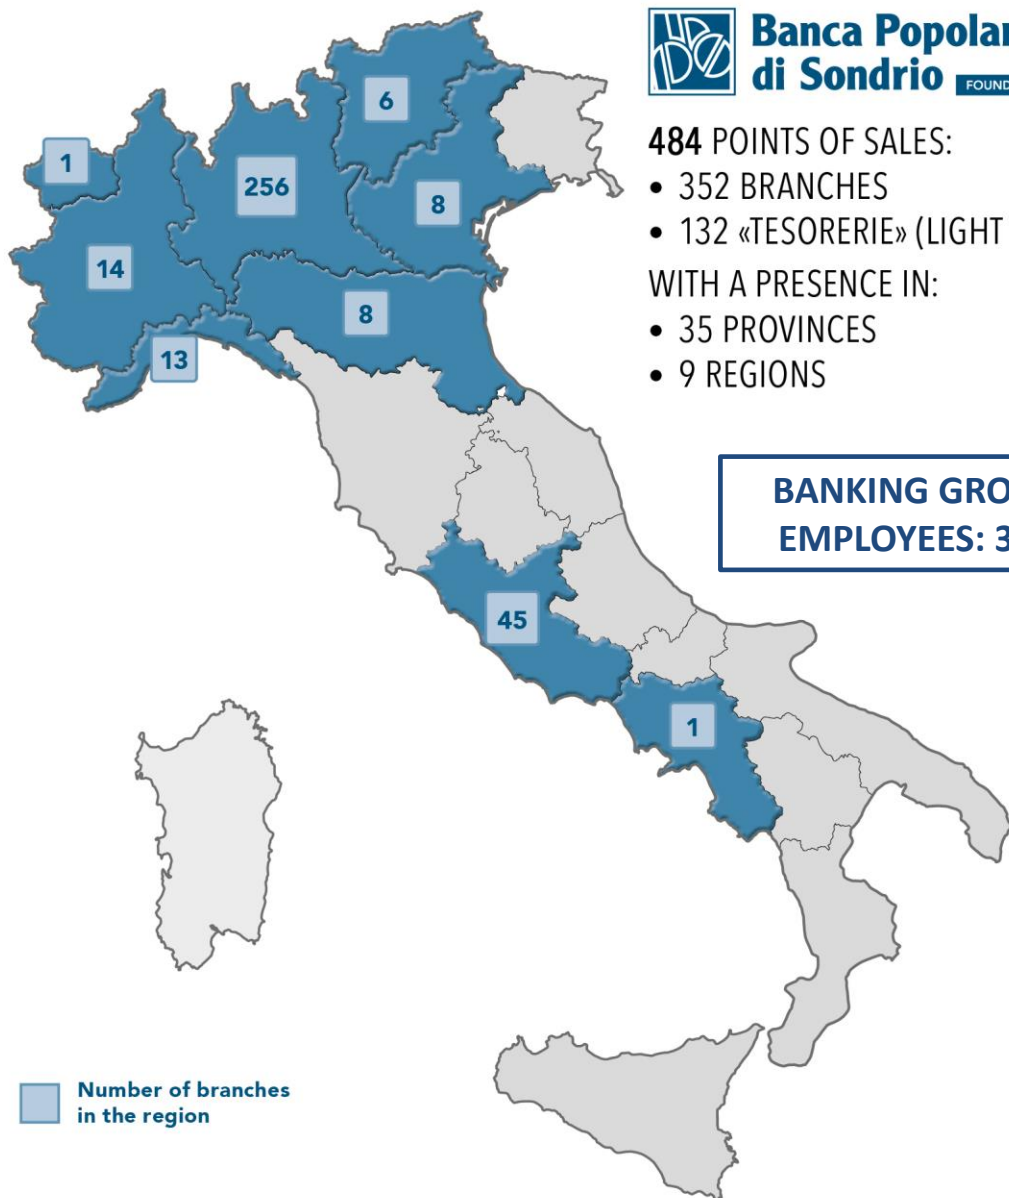 Banca Popolar
di Sondrio FOUND
484 POINTS OF SALES:
• 352 BRANCHES
• 132 «TESORERIE» (LIGHT
WITH A PRESENCE IN:
• 35 PROVINCES
• 9 REGIONS
BANKING GRO
EMPLOYEES: 3
6
1
256
8
14
8
13
45
1
Number of branches
in the region